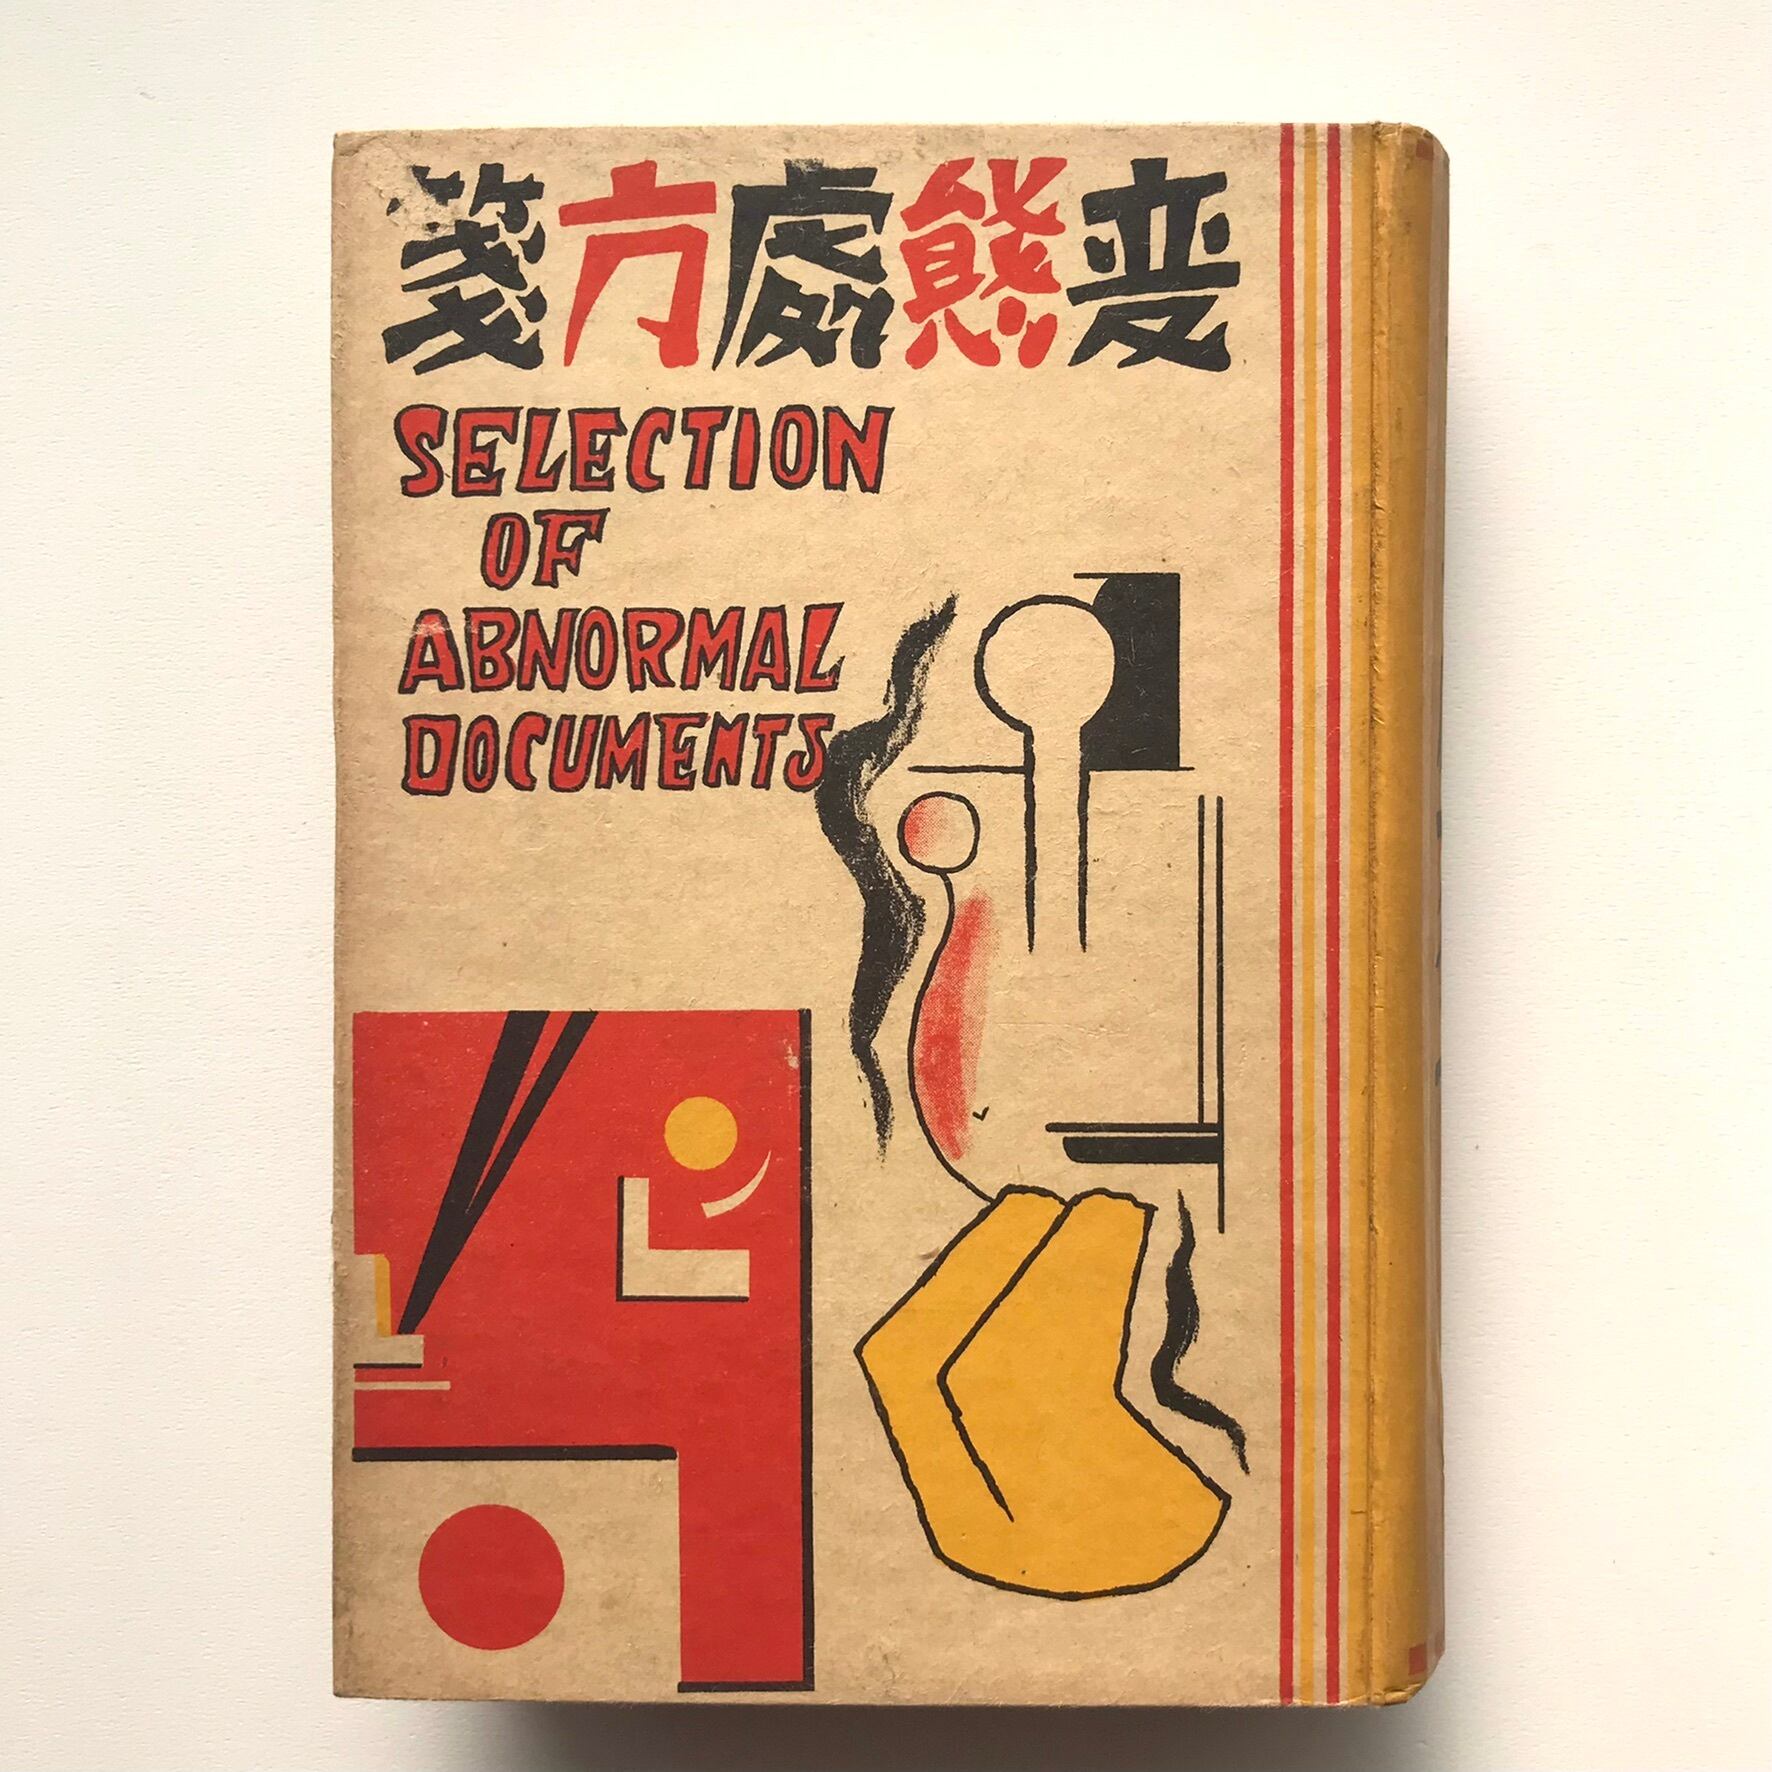 変態處方箋
SELECTION
OF
ABNORMAL
DOCUMENTS